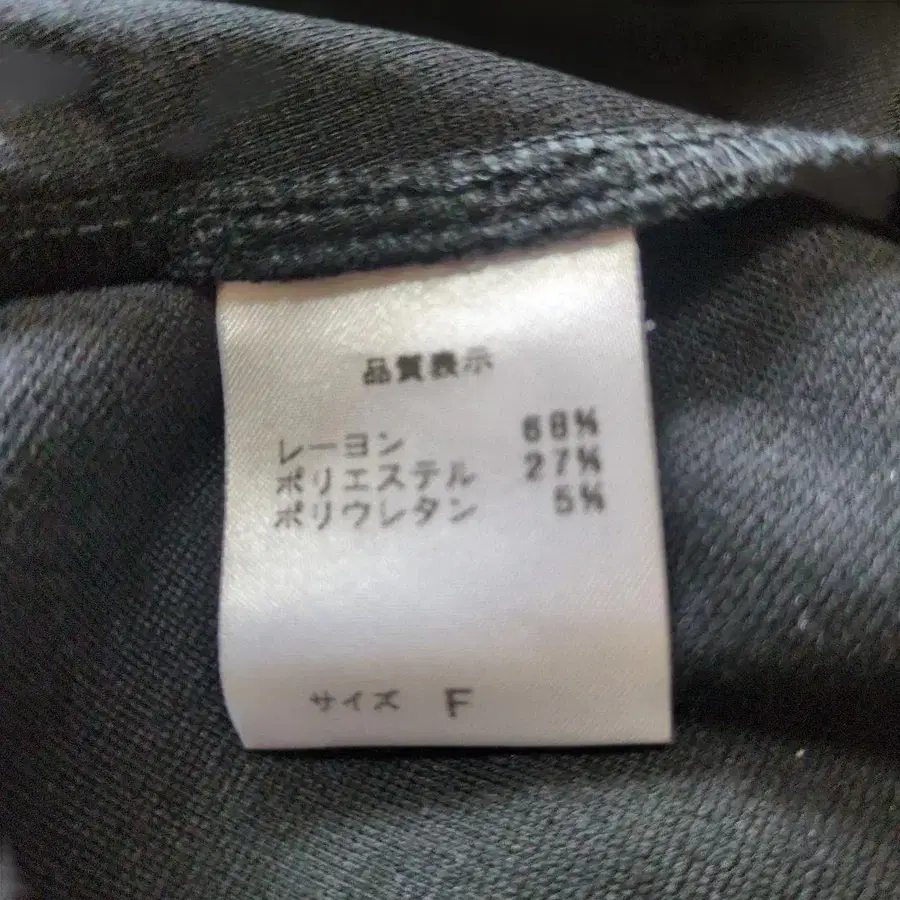 品質表示
レーヨン 68%
ポリエステル 27%
ポリウレタン 5%
サイズ F